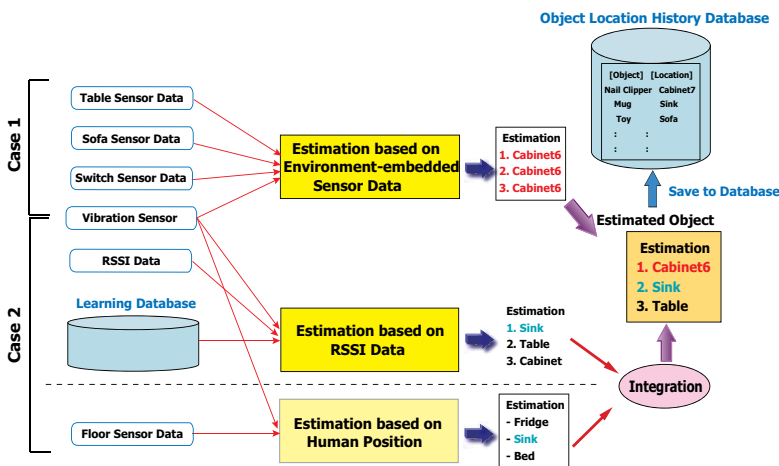 Object Location History Database
[Object] [Location]
Nail Clipper Cabinet7
Mug Sink
Toy Sofa
: :
: :
Save to Database
Case 1
Table Sensor Data
Sofa Sensor Data
Switch Sensor Data
Vibration Sensor
Estimation based on
Environment-embedded
Sensor Data
Estimation
1. Cabinet6
2. Cabinet6
3. Cabinet6
Estimated Object
Estimation
1. Cabinet6
2. Sink
3. Table
Case 2
RSSI Data
Learning Database
Estimation based on
RSSI Data
Estimation
1. Sink
2. Table
3. Cabinet
Integration
Floor Sensor Data
Estimation based on
Human Position
Estimation
- Fridge
- Sink
- Bed